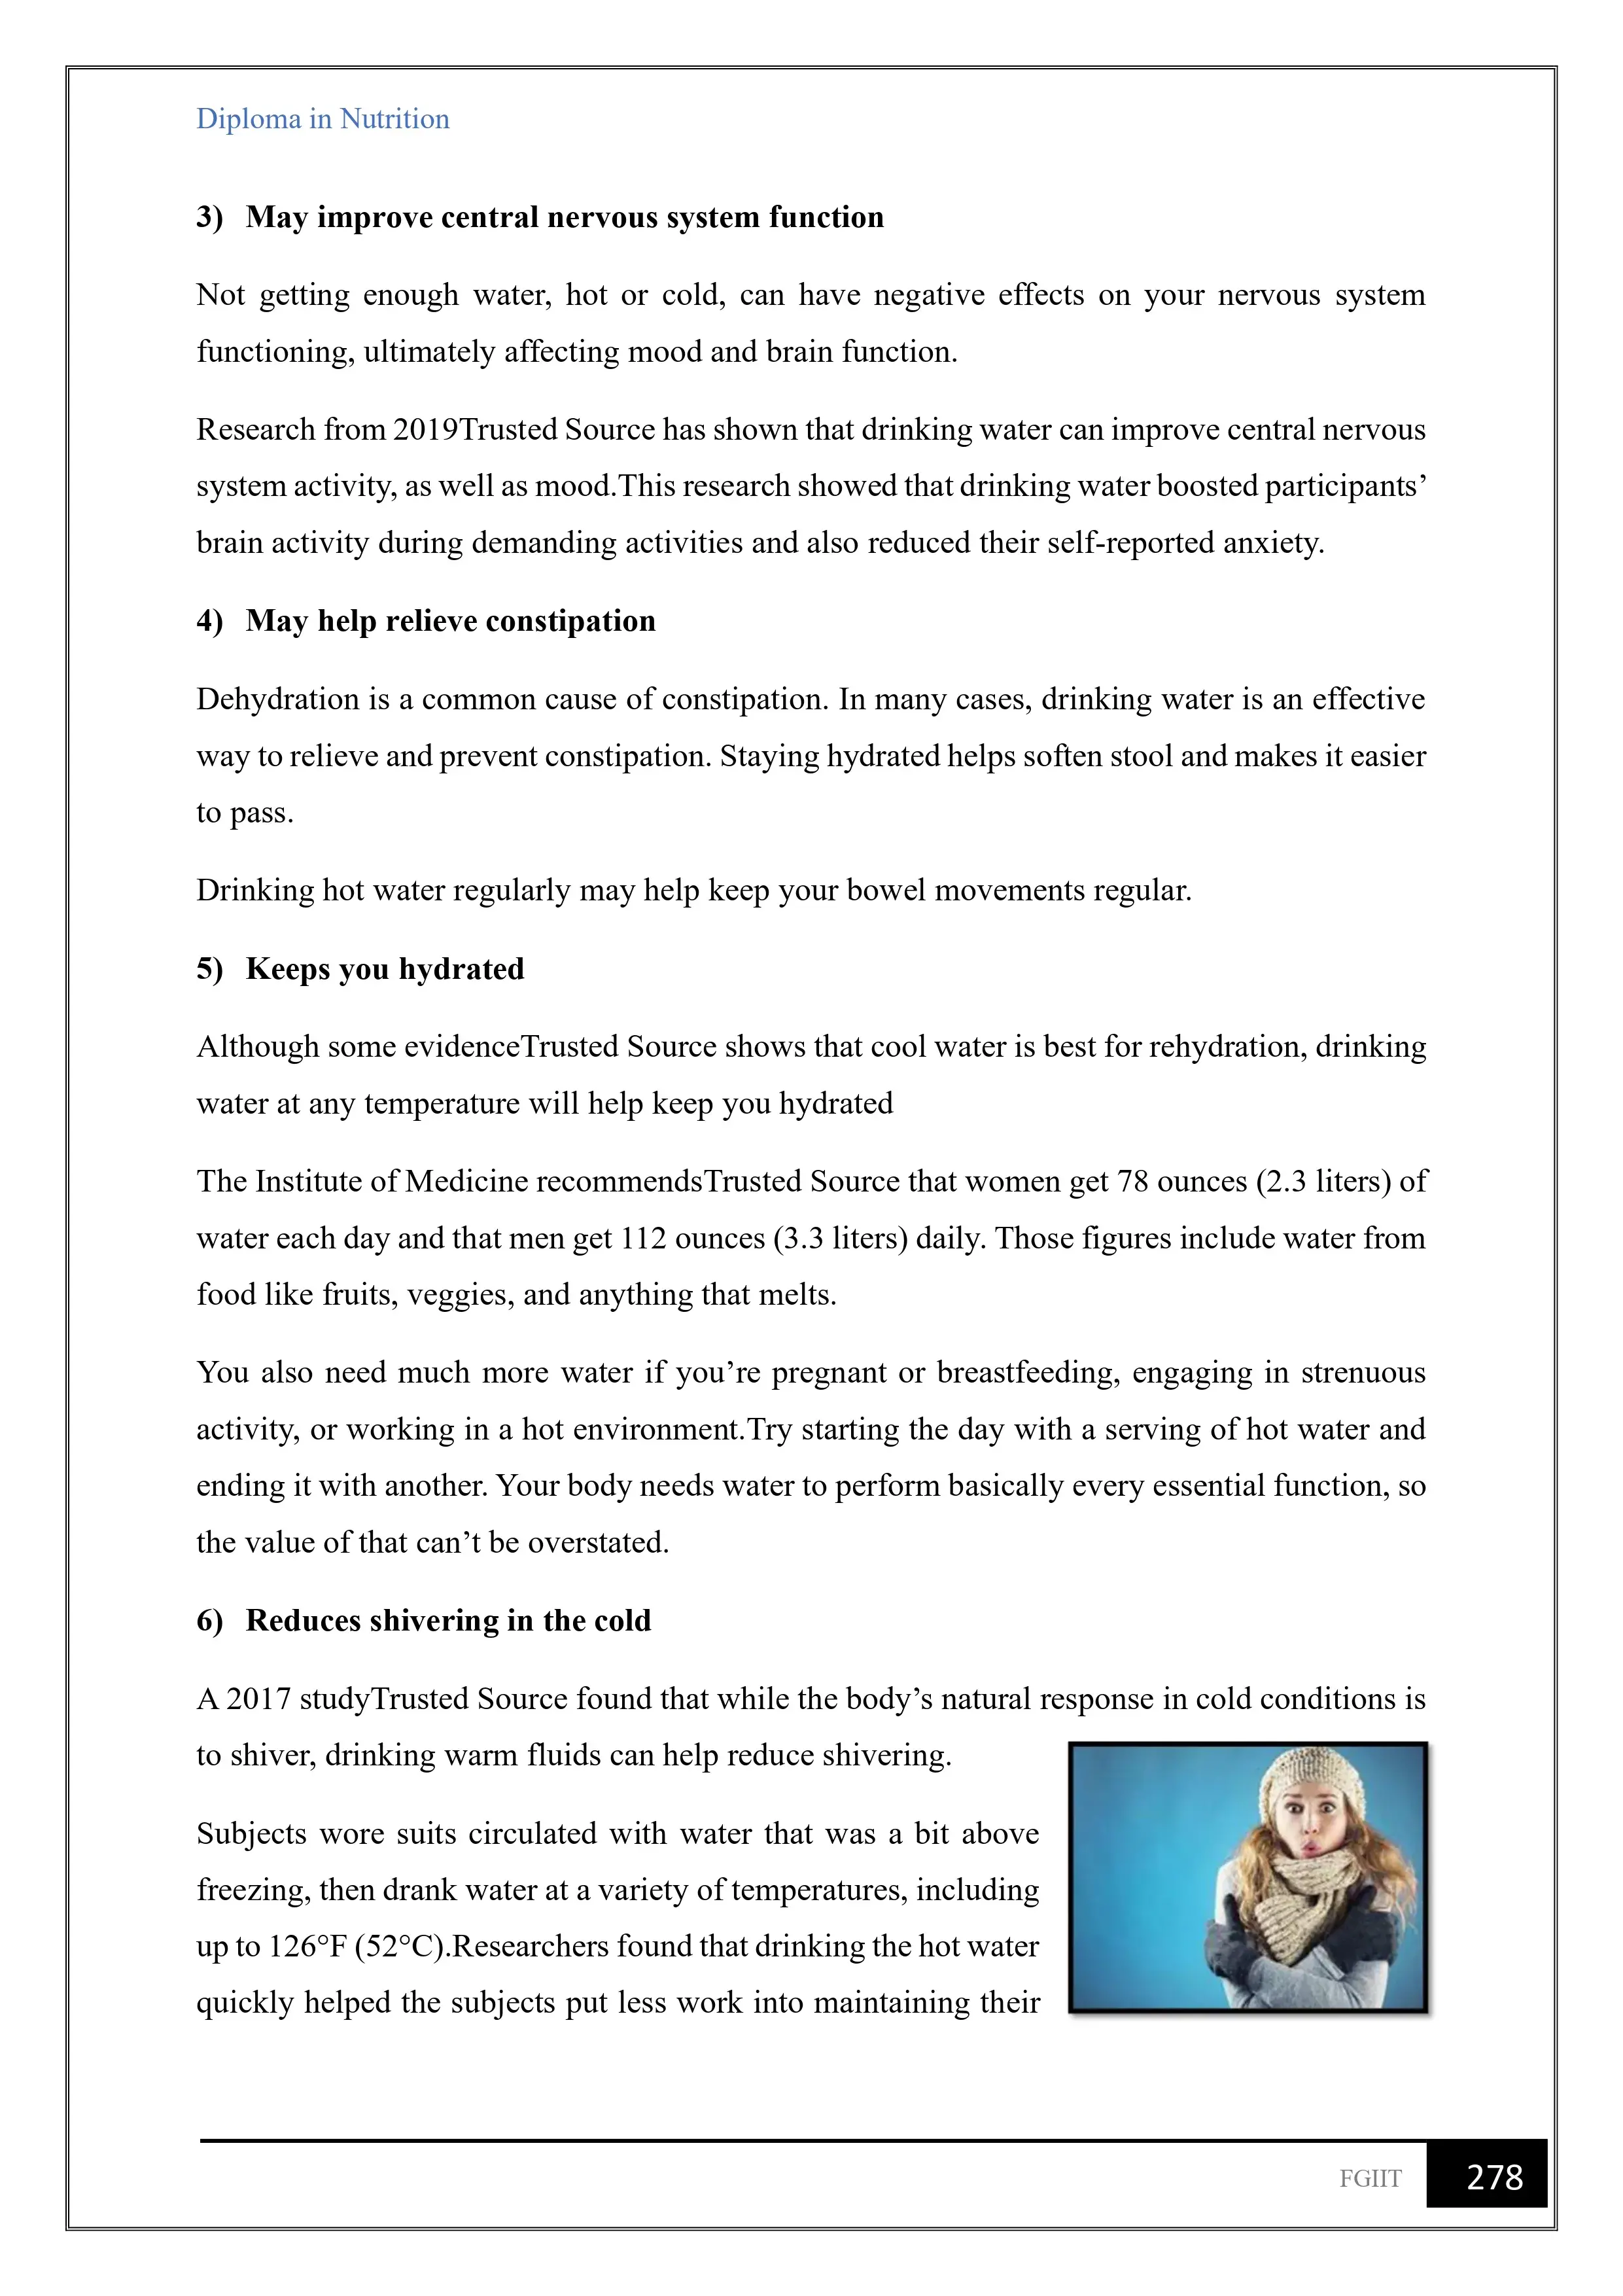 Diploma in Nutrition
3) May improve central nervous system function
Not getting enough water, hot or cold, can have negative effects on your nervous system
functioning, ultimately affecting mood and brain function.
Research from 2019Trusted Source has shown that drinking water can improve central nervous
system activity, as well as mood.This research showed that drinking water boosted participants’
brain activity during demanding activities and also reduced their self-reported anxiety.
4) May help relieve constipation
Dehydration is a common cause of constipation. In many cases, drinking water is an effective
way to relieve and prevent constipation. Staying hydrated helps soften stool and makes it easier
to pass.
Drinking hot water regularly may help keep your bowel movements regular.
5) Keeps you hydrated
Although some evidenceTrusted Source shows that cool water is best for rehydration, drinking
water at any temperature will help keep you hydrated
The Institute of Medicine recommendsTrusted Source that women get 78 ounces (2.3 liters) of
water each day and that men get 112 ounces (3.3 liters) daily. Those figures include water from
food like fruits, veggies, and anything that melts.
You also need much more water if you’re pregnant or breastfeeding, engaging in strenuous
activity, or working in a hot environment.Try starting the day with a serving of hot water and
ending it with another. Your body needs water to perform basically every essential function, so
the value of that can’t be overstated.
6) Reduces shivering in the cold
A 2017 studyTrusted Source found that while the body’s natural response in cold conditions is
to shiver, drinking warm fluids can help reduce shivering.
Subjects wore suits circulated with water that was a bit above
freezing, then drank water at a variety of temperatures, including
up to 126°F (52°C).Researchers found that drinking the hot water
quickly helped the subjects put less work into maintaining their
FGIIT 278